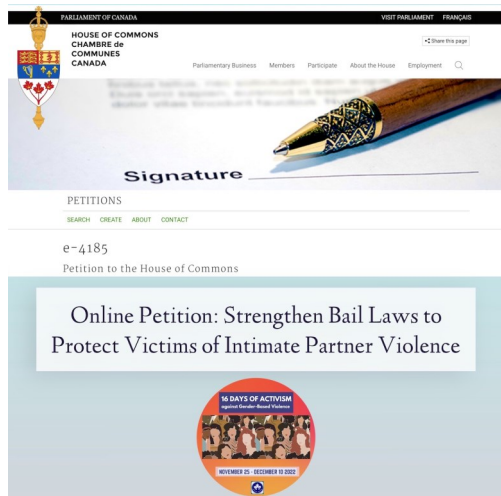 PARLIAMENT OF CANADA
VISIT PARLIAMENT FRANÇAIS
HOUSE OF COMMONS
CHAMBRE de
COMMUNES
CANADA
Share this page
Parliamentary Business Members Participate About the House Employment
Signature
PETITIONS
SEARCH CREATE ABOUT CONTACT
e-4185
Petition to the House of Commons
Online Petition: Strengthen Bail Laws to
Protect Victims of Intimate Partner Violence
16 DAYS OF ACTIVISM
against Gender-Based Violence
NOVEMBER 25 - DECEMBER 10 2022